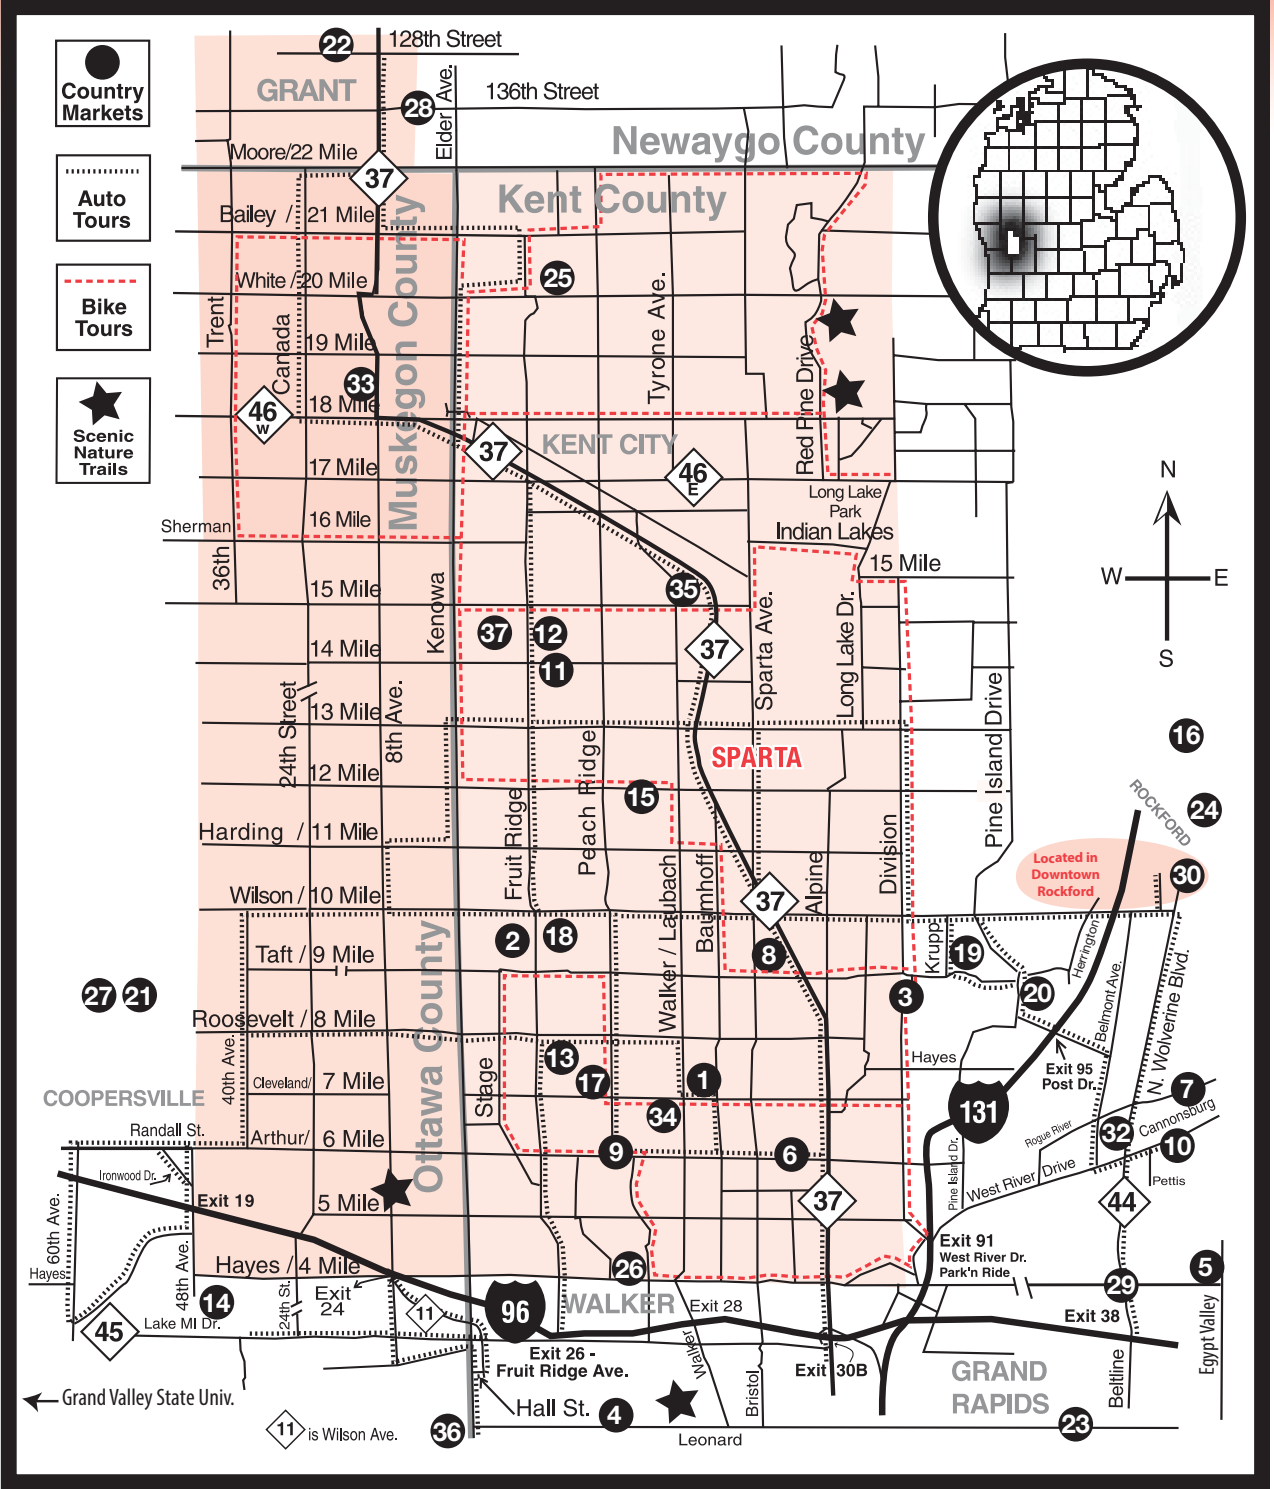 Country
Markets
Auto
Tours
Bike
Tours
Scenic
Nature
Trails
22
128th Street
GRANT
136th Street
28
Elder Ave.
Newaygo County
Moore/22 Mile
37
Kent County
Bailey / 21 Mile
Muskegon County
White/20 Mile
25
Trent
Canada
19 Mile
Tyrone Ave.
Red Pine Drive
33
18 Mile
46
W
37
KENT CITY
46
E
17 Mile
Long Lake
Park
Indian Lakes
16 Mile
Sherman
36th
15 Mile
N
W
E
S
15 Mile
35
Kenowa
37
12
11
37
Sparta Ave.
Long Lake Dr.
14 Mile
24th Street
13 Mile
8th Ave.
Pine Island Drive
16
SPARTA
12 Mile
15
Peach Ridge
Fruit Ridge
ROCKFORD
24
Harding / 11 Mile
Division
Located in
Downtown
Rockford
30
Walker / Laubach
Baumhoff
Alpine
Wilson / 10 Mile
37
2
18
Taft / 9 Mile
8
Krupp
19
Herrington
Ottawa County
27
21
3
20
Belmont Ave.
N. Wolverine Blvd.
Roosevelt / 8 Mile
40th Ave.
13
17
1
Hayes
Exit 95
Post Dr.
Stage
Cleveland/ 7 Mile
COOPERSVILLE
34
131
7
Rogue River
Cannonsburg
32
10
Randall St.
Arthur/ 6 Mile
9
6
Pine Island Dr.
West River Drive
Pettis
Ironwood Dr.
Exit 19
5 Mile
37
44
60th Ave.
48th Ave.
Hayes
Hayes / 4 Mile
26
Exit 91
West River Dr.
Park'n Ride
5
29
14
24th St.
Exit
24
11
96
WALKER
Exit 28
Exit 38
Egypt Valley
45
Lake MI Dr.
Exit 26 -
Fruit Ridge Ave.
Walker
Exit 30B
Bristol
GRAND
RAPIDS
Beltline
Grand Valley State Univ.
Hall St.
4
11
is Wilson Ave.
36
Leonard
23